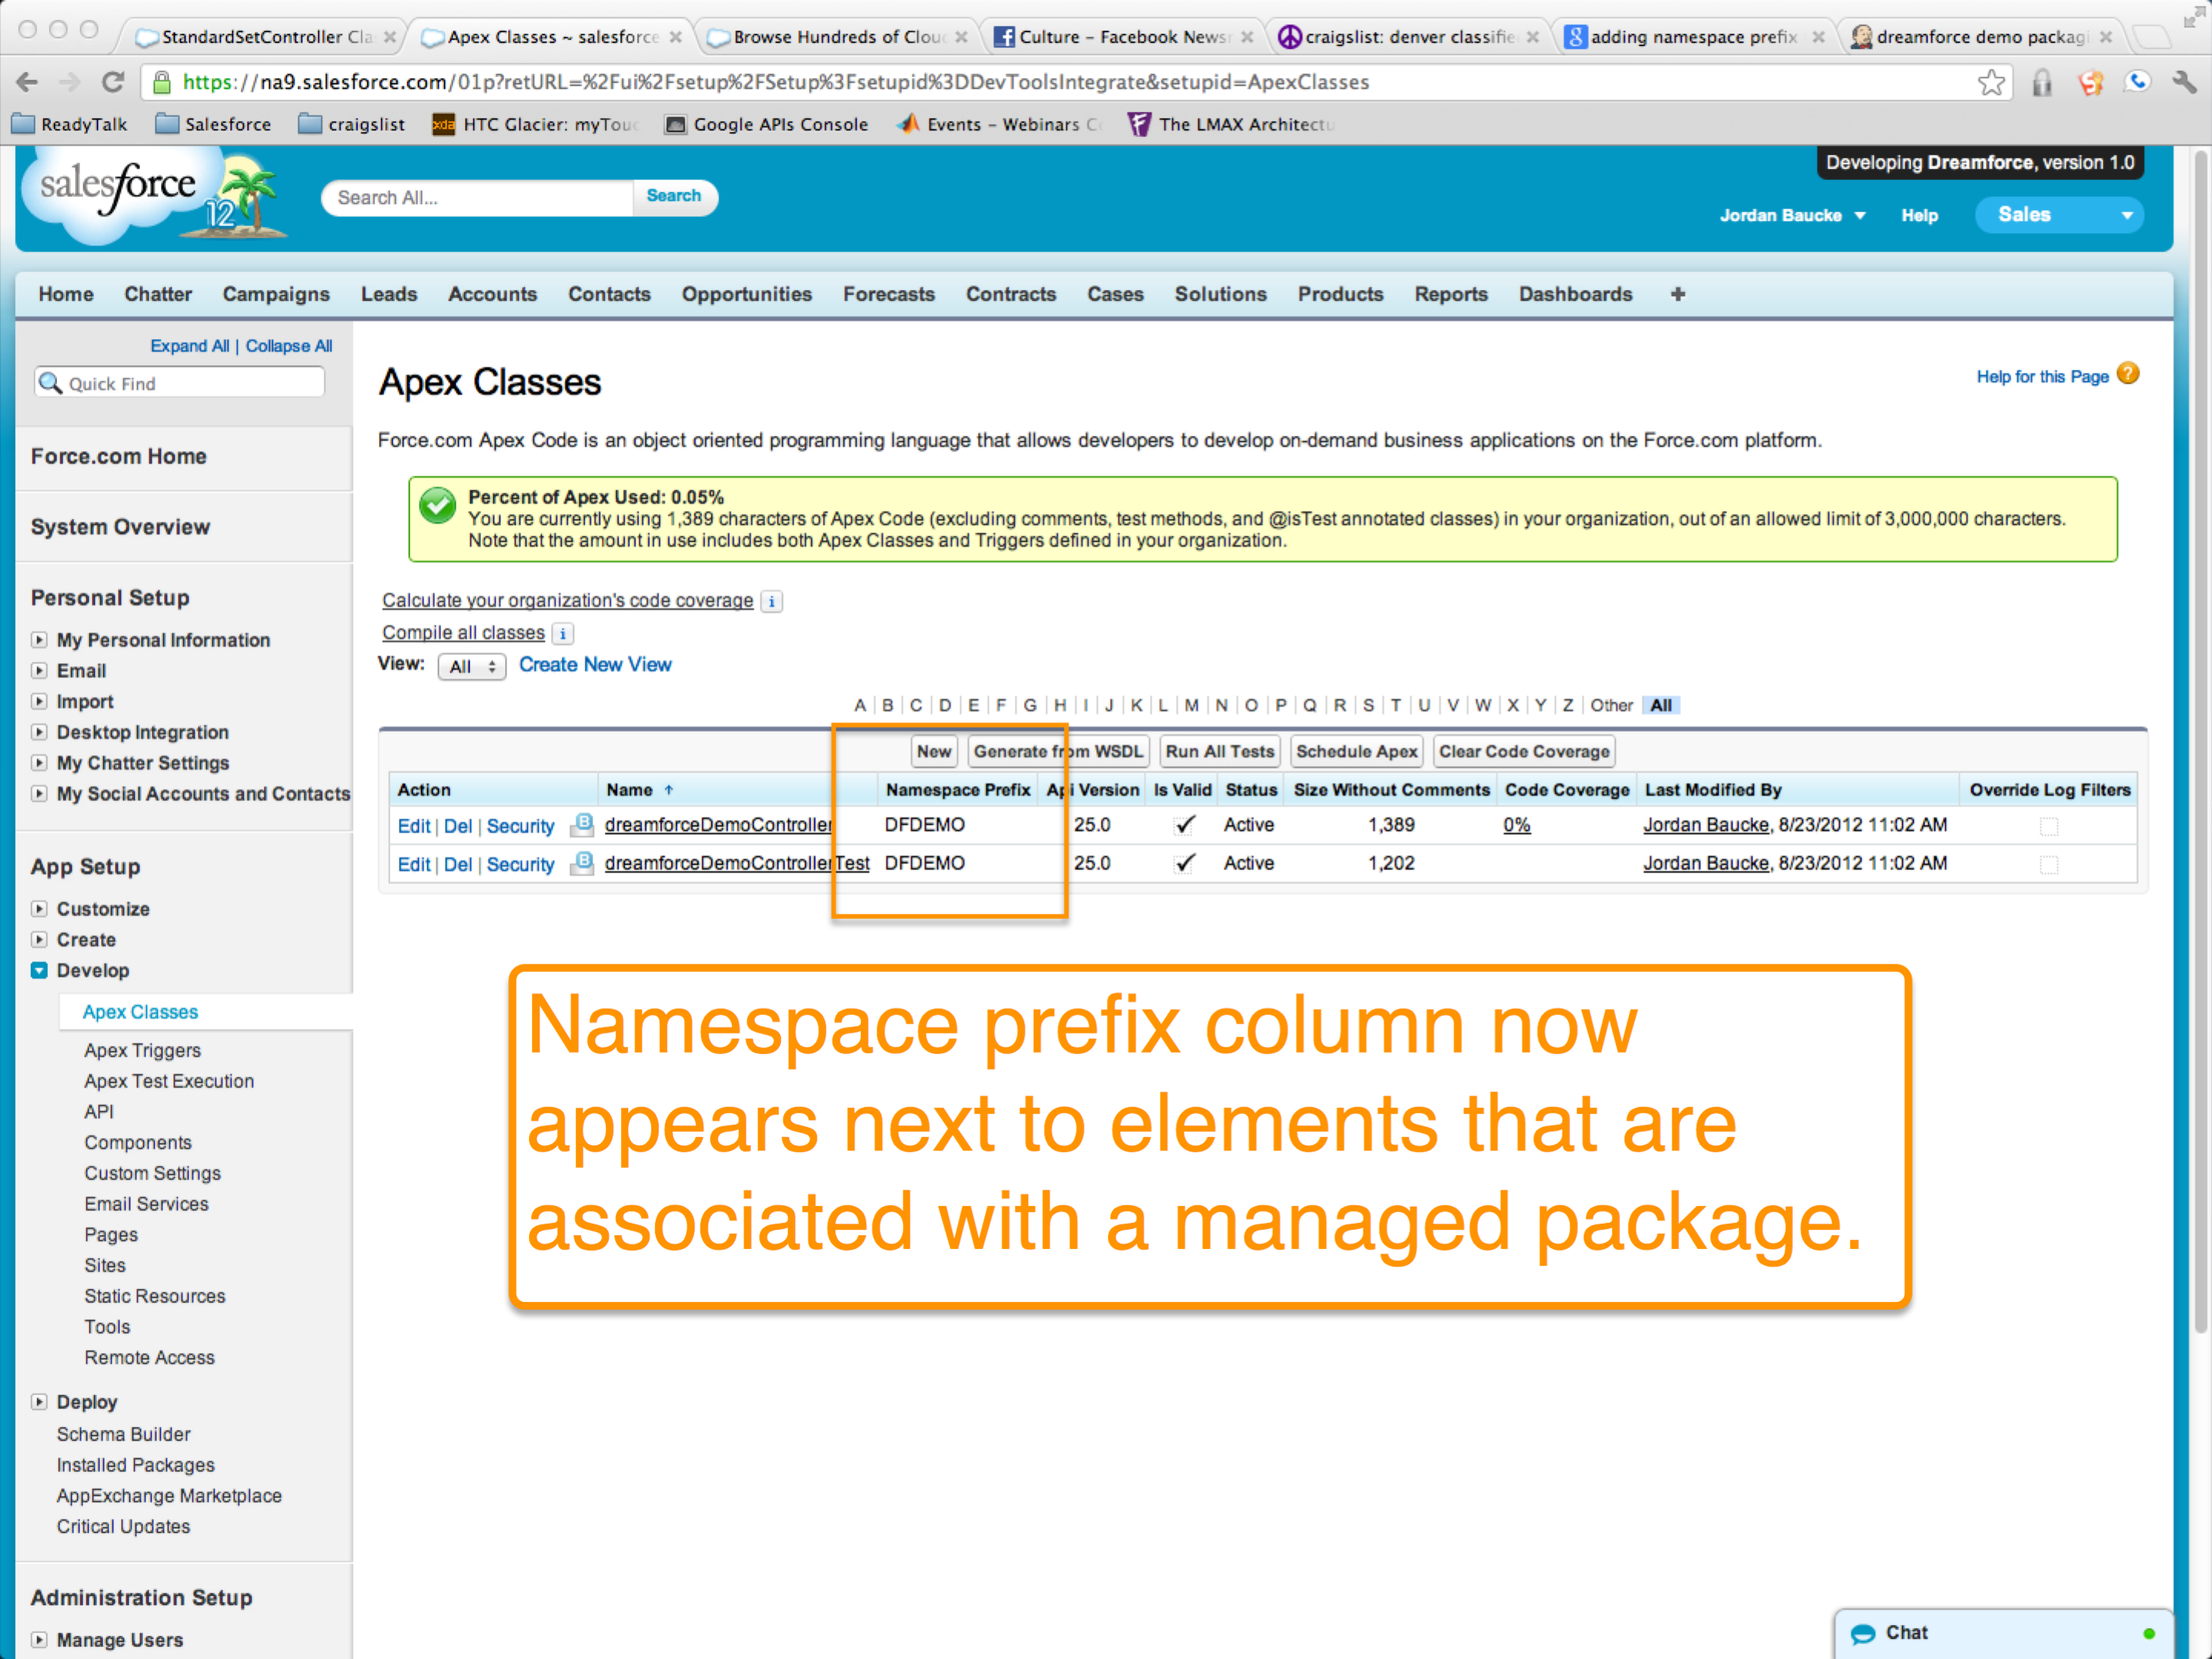 StandardSetController Cla
Apex Classes ~ salesforce
Browse Hundreds of Clou
Culture – Facebook Newsr
craigslist: denver classifie
adding namespace prefix
dreamforce demo packagi
https://na9.salesforce.com/01p?retURL=%2Fui%2Fsetup%2FSetup%3Fsetupid%3DDevToolsIntegrate&setupid=ApexClasses
ReadyTalk Salesforce craigslist HTC Glacier: myTouc Google APIs Console Events – Webinars C The LMAX Architectu
salesforce 12
Search All... Search
Developing Dreamforce, version 1.0
Jordan Baucke Help Sales
Home Chatter Campaigns Leads Accounts Contacts Opportunities Forecasts Contracts Cases Solutions Products Reports Dashboards +
Expand All | Collapse All
Quick Find
Force.com Home
System Overview
Personal Setup
My Personal Information
Email
Import
Desktop Integration
My Chatter Settings
My Social Accounts and Contacts
App Setup
Customize
Create
Develop
Apex Classes
Apex Triggers
Apex Test Execution
API
Components
Custom Settings
Email Services
Pages
Sites
Static Resources
Tools
Remote Access
Deploy
Schema Builder
Installed Packages
AppExchange Marketplace
Critical Updates
Administration Setup
Manage Users
Apex Classes
Help for this Page ?
Force.com Apex Code is an object oriented programming language that allows developers to develop on-demand business applications on the Force.com platform.
Percent of Apex Used: 0.05%
You are currently using 1,389 characters of Apex Code (excluding comments, test methods, and @isTest annotated classes) in your organization, out of an allowed limit of 3,000,000 characters.
Note that the amount in use includes both Apex Classes and Triggers defined in your organization.
Calculate your organization's code coverage i
Compile all classes i
View: All Create New View
A | B | C | D | E | F | G | H | I | J | K | L | M | N | O | P | Q | R | S | T | U | V | W | X | Y | Z | Other All
New Generate from WSDL Run All Tests Schedule Apex Clear Code Coverage
Action Name ↑ Namespace Prefix Api Version Is Valid Status Size Without Comments Code Coverage Last Modified By Override Log Filters
Edit | Del | Security dreamforceDemoController DFDEMO 25.0 ✓ Active 1,389 0% Jordan Baucke, 8/23/2012 11:02 AM
Edit | Del | Security dreamforceDemoControllerTest DFDEMO 25.0 ✓ Active 1,202 Jordan Baucke, 8/23/2012 11:02 AM
Namespace prefix column now
appears next to elements that are
associated with a managed package.
Chat